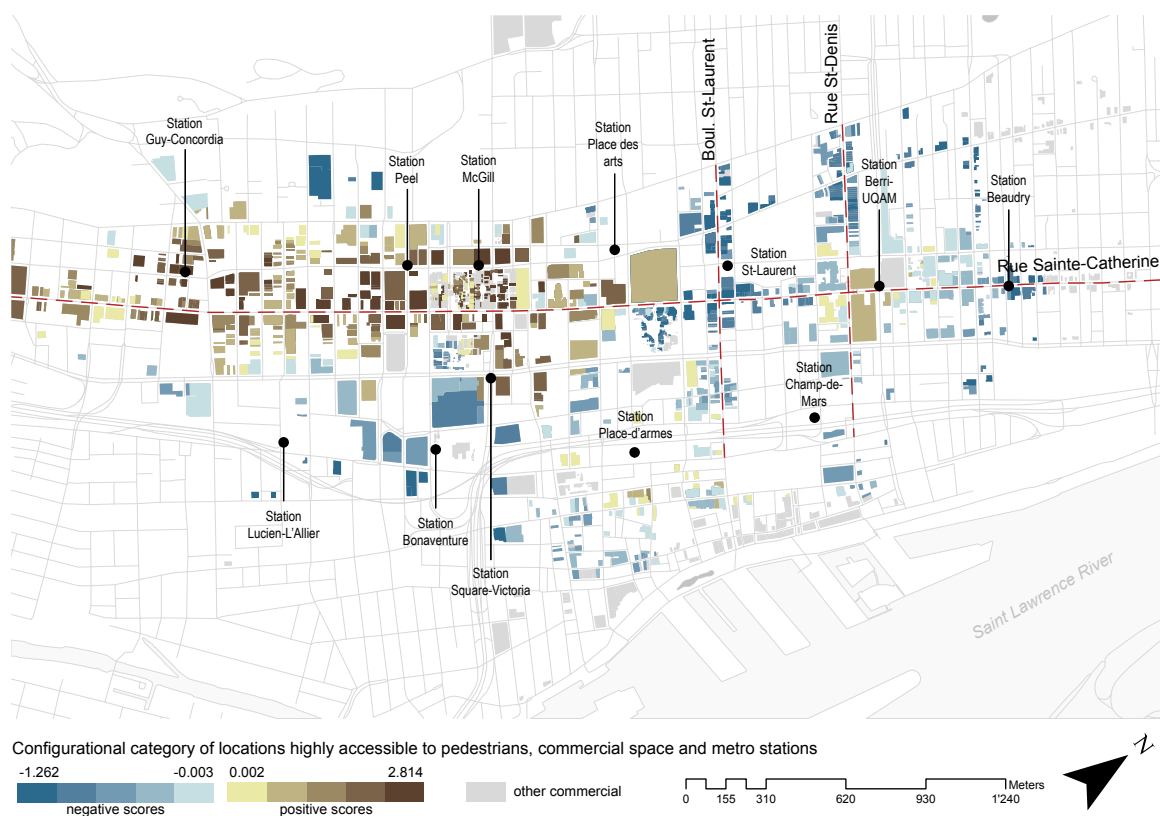 Boul. St-Laurent
Rue St-Denis
Station
Guy-Concordia
Station
Peel
Station
McGill
Station
Place des
arts
Station
Berri-
UQAM
Station
Beaudry
Station
St-Laurent
Rue Sainte-Catherine
Station
Champ-de-
Mars
Station
Place-d'armes
Station
Lucien-L'Allier
Station
Bonaventure
Station
Square-Victoria
Saint Lawrence River
Configurational category of locations highly accessible to pedestrians, commercial space and metro stations
-1.262 -0.003 0.002 2.814
negative scores positive scores
other commercial
Meters
0 155 310 620 930 1'240
N